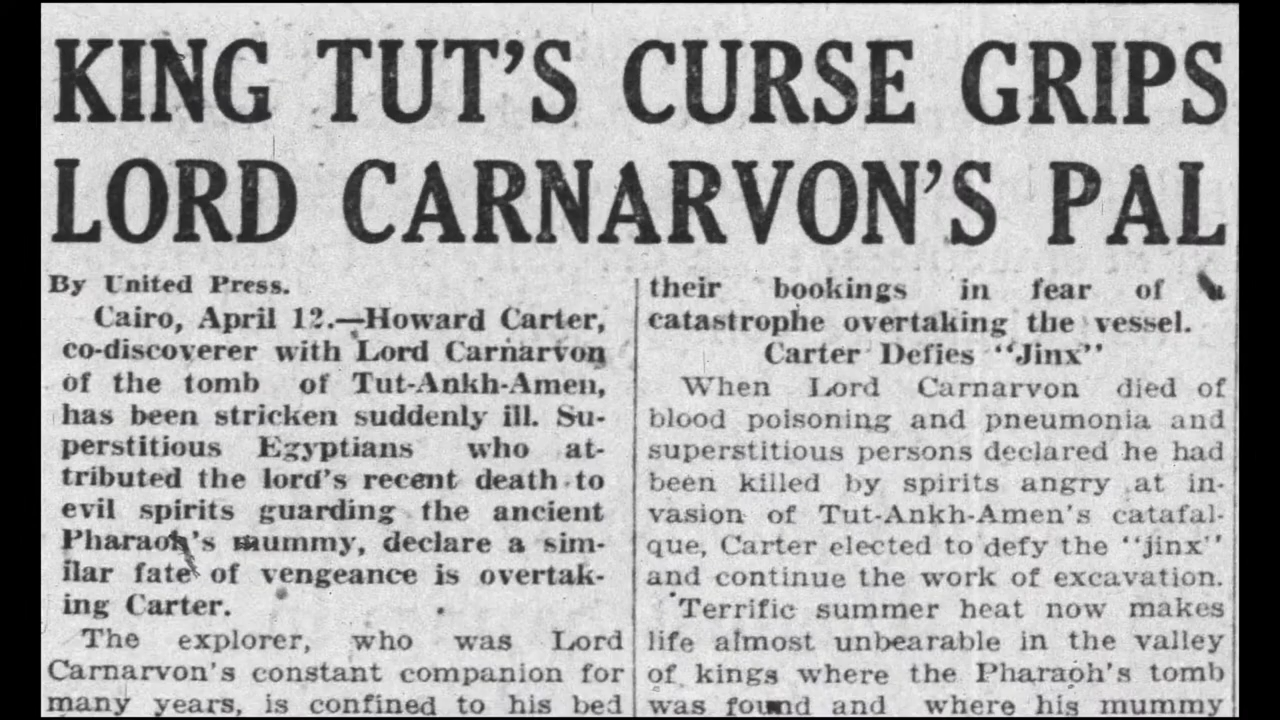 KING TUT'S CURSE GRIPS
LORD CARNARVON'S PAL
By United Press.
Cairo, April 12.—Howard Carter,
co-discoverer with Lord Carnarvon
of the tomb of Tut-Ankh-Amen,
has been stricken suddenly ill. Su-
perstitious Egyptians who at-
tributed the lord's recent death to
evil spirits guarding the ancient
Pharaoh's mummy, declare a sim-
ilar fate of vengeance is overtak-
ing Carter.
The explorer, who was Lord
Carnarvon's constant companion for
many years, is confined to his bed
their bookings in fear of
catastrophe overtaking the vessel.
Carter Defies "Jinx"
When Lord Carnarvon died of
blood poisoning and pneumonia and
superstitious persons declared he had
been killed by spirits angry at in-
vasion of Tut-Ankh-Amen's catafal-
que, Carter elected to defy the "jinx"
and continue the work of excavation.
Terrific summer heat now makes
life almost unbearable in the valley
of kings where the Pharaoh's tomb
was found and where his mummy